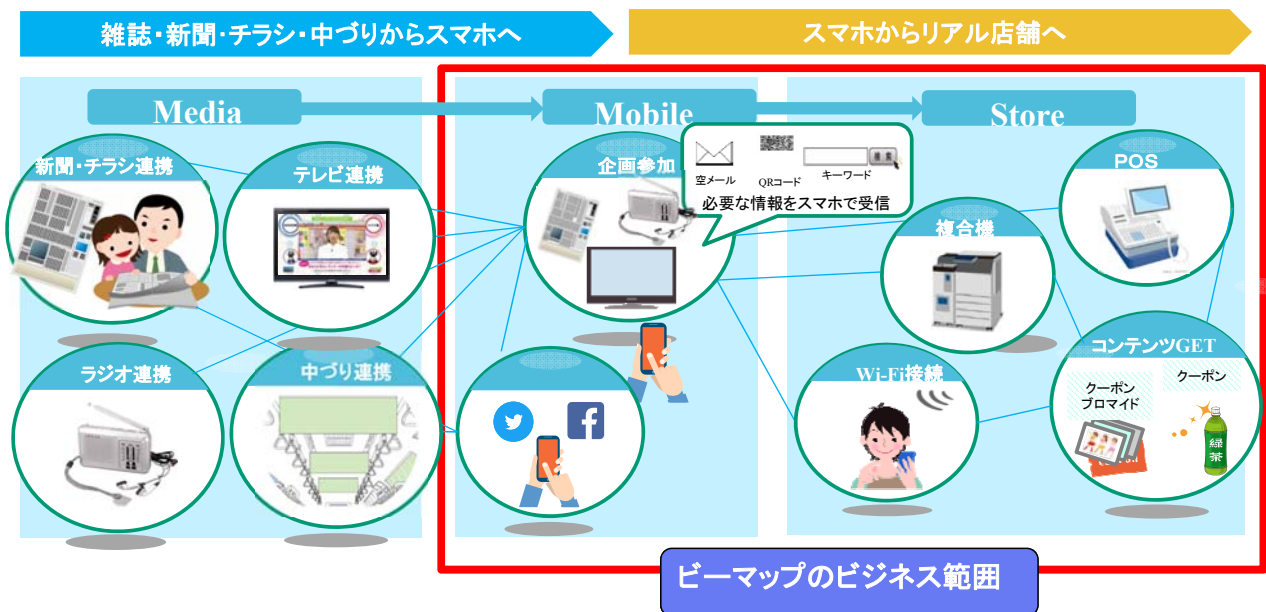 雑誌・新聞・チラシ・中づりからスマホへ
スマホからリアル店舗へ
Media
Mobile
Store
新聞・チラシ連携
テレビ連携
ラジオ連携
中づり連携
企画参加
空メール
QRコード
キーワード
検索
必要な情報をスマホで受信
POS
複合機
Wi-Fi接続
コンテンツGET
クーポン
ブロマイド
クーポン
緑茶
ビーマップのビジネス範囲